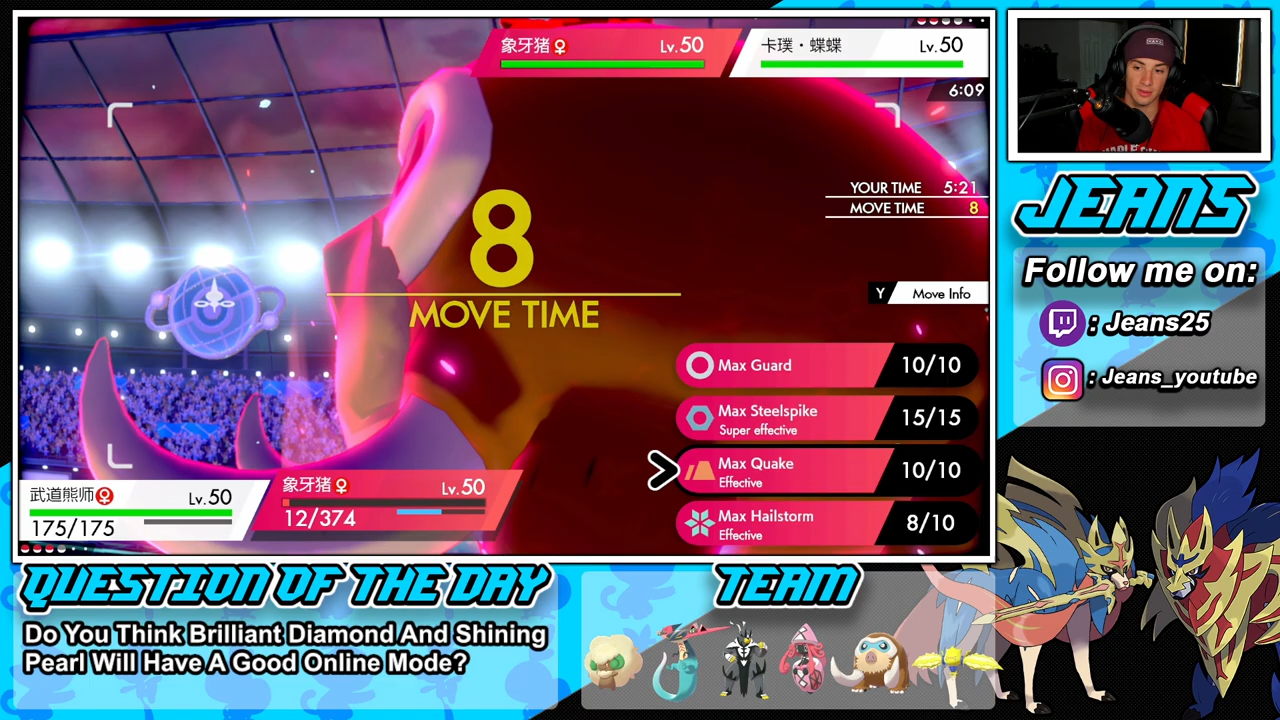 象牙猪♀ Lv.50
卡璞・蝶蝶 Lv.50
6:09
YOUR TIME 5:21
MOVE TIME 8
8
MOVE TIME
Y Move Info
Max Guard 10/10
Max Steelspike 15/15
Super effective
Max Quake 10/10
Effective
Max Hailstorm 8/10
Effective
武道熊师♀ Lv.50
175/175
象牙猪♀ Lv.50
12/374
JEANS
Follow me on:
: Jeans25
: Jeans_youtube
QUESTION OF THE DAY
Do You Think Brilliant Diamond And Shining
Pearl Will Have A Good Online Mode?
TEAM